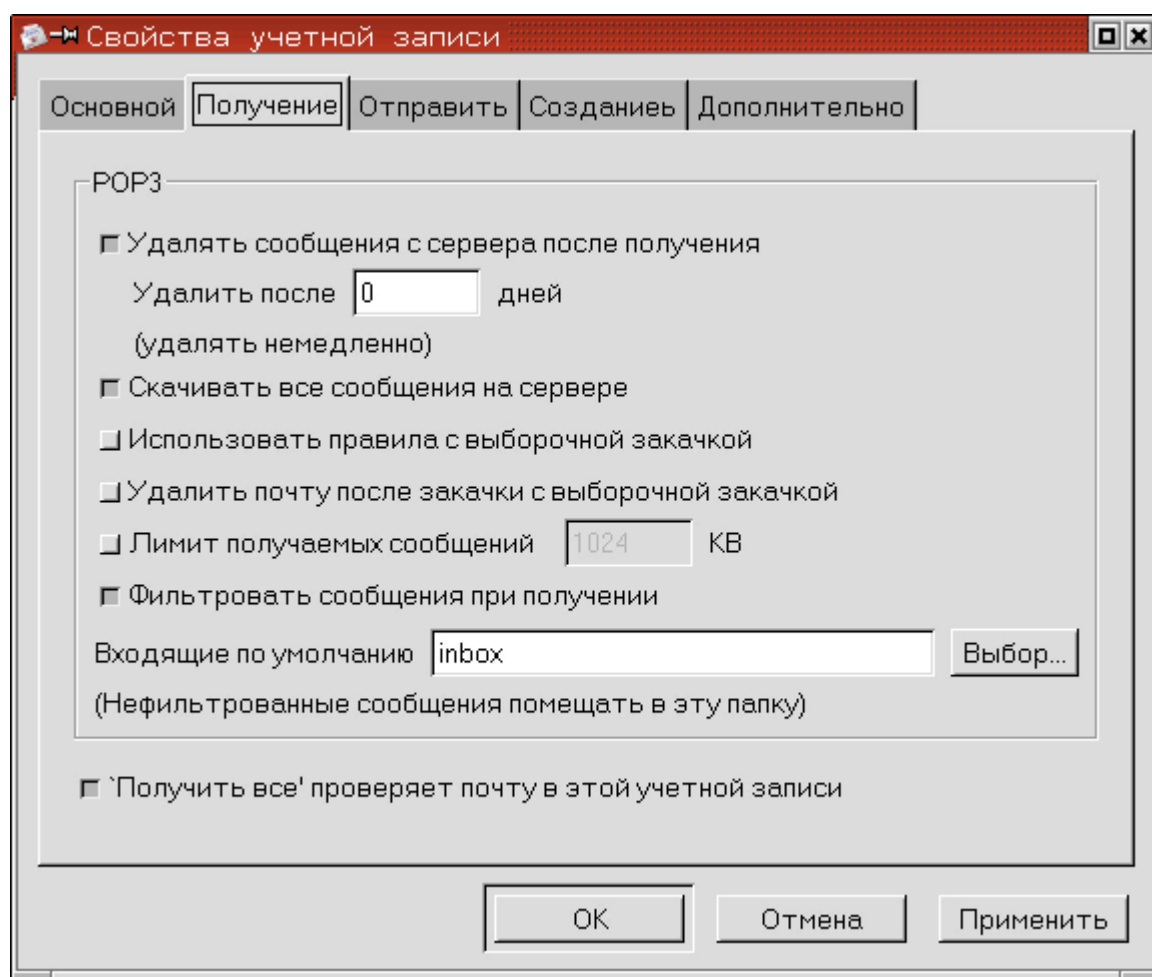 Свойства учетной записи
Основной Получение Отправить Созданиеь Дополнительно
POP3
Удалять сообщения с сервера после получения
Удалить после 0 дней
(удалять немедленно)
Скачивать все сообщения на сервере
Использовать правила с выборочной закачкой
Удалить почту после закачки с выборочной закачкой
Лимит получаемых сообщений 1024 KB
Фильтровать сообщения при получении
Входящие по умолчанию inbox Выбор...
(Нефильтрованные сообщения помещать в эту папку)
`Получить все' проверяет почту в этой учетной записи
OK Отмена Применить